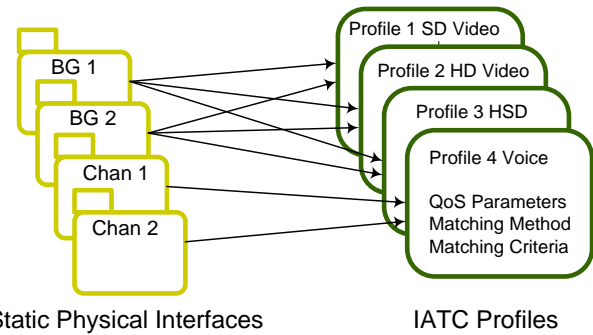 BG 1
BG 2
Chan 1
Chan 2
Profile 1 SD Video
Profile 2 HD Video
Profile 3 HSD
Profile 4 Voice
QoS Parameters
Matching Method
Matching Criteria
Static Physical Interfaces
IATC Profiles